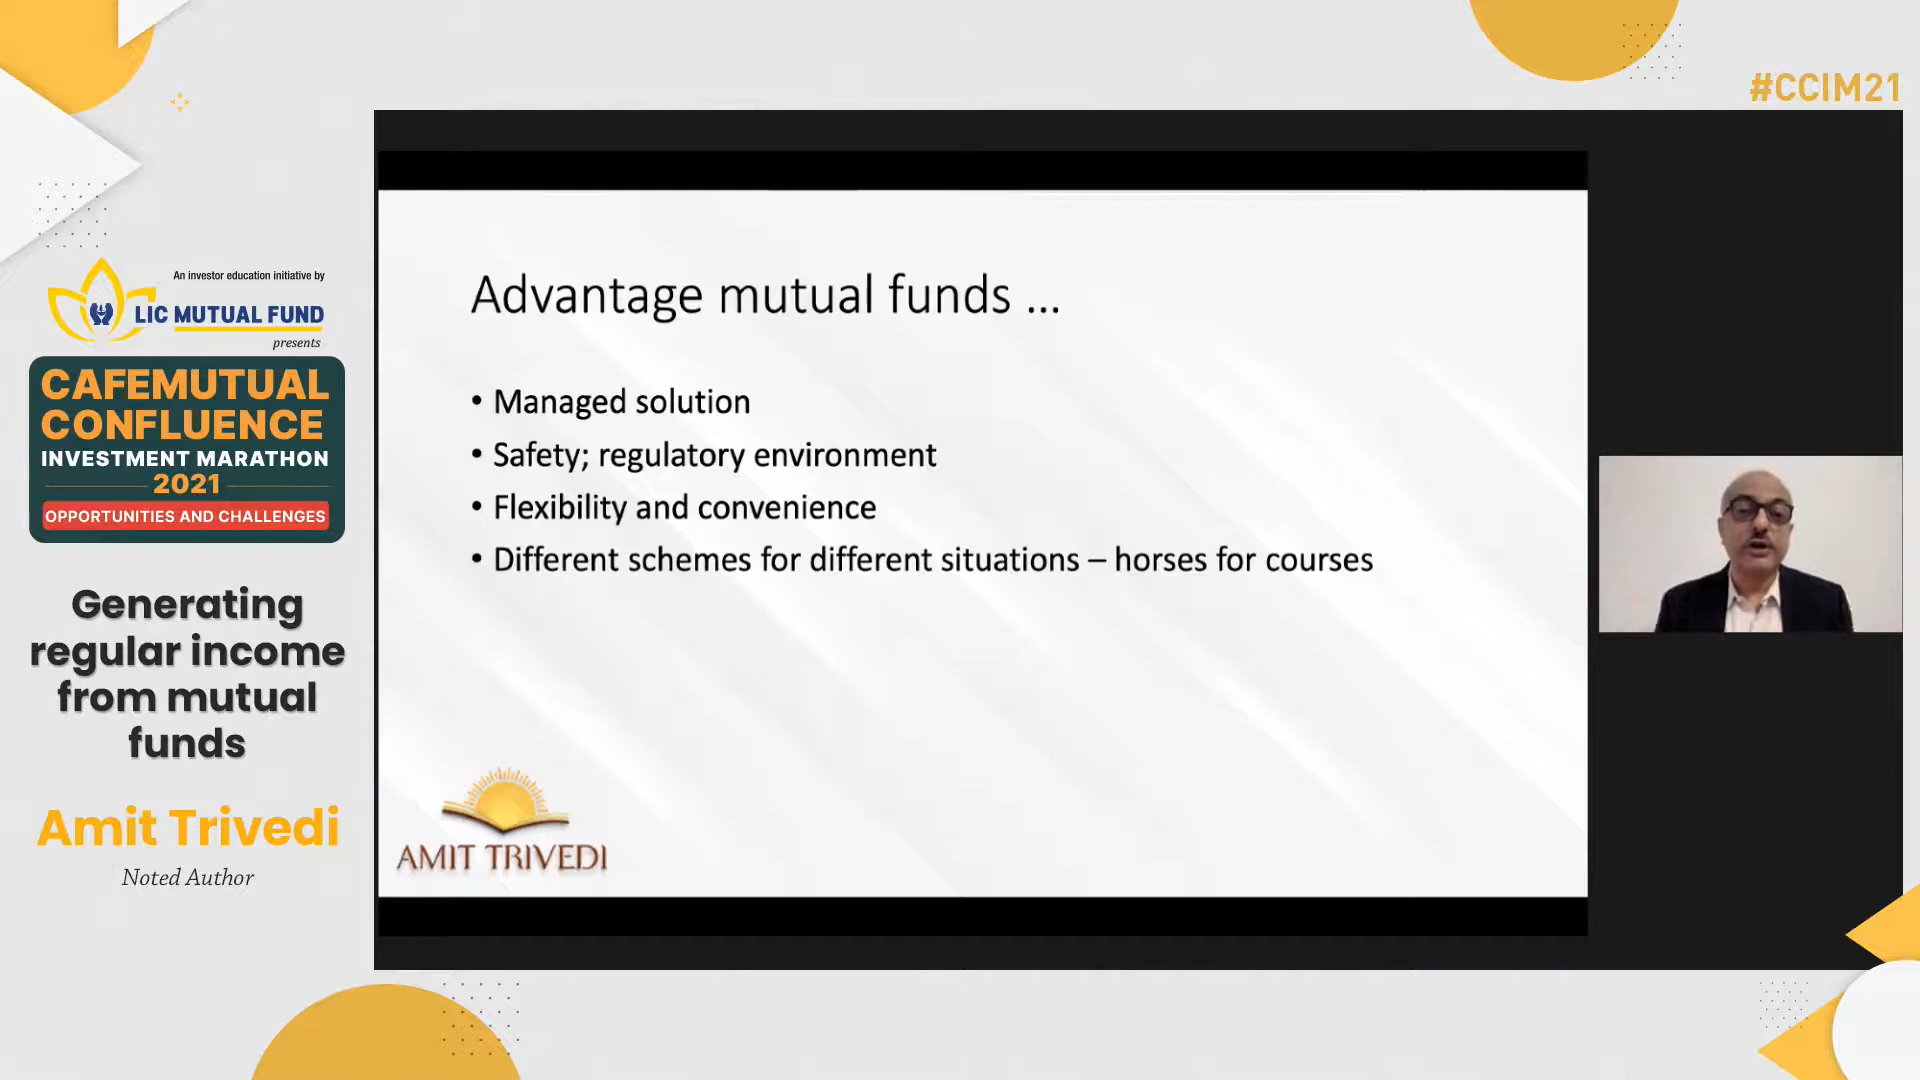 #CCIM21
An investor education initiative by
LIC MUTUAL FUND
presents
CAFEMUTUAL
CONFLUENCE
INVESTMENT MARATHON
2021
OPPORTUNITIES AND CHALLENGES
Generating
regular income
from mutual
funds
Amit Trivedi
Noted Author
Advantage mutual funds ...
• Managed solution
• Safety; regulatory environment
• Flexibility and convenience
• Different schemes for different situations – horses for courses
AMIT TRIVEDI